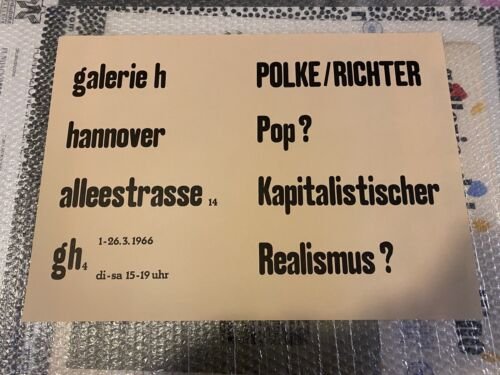 galerie h
hannover
alleestrasse 14
gh4
1-26.3.1966
di-sa 15-19 uhr
POLKE/RICHTER
Pop?
Kapitalistischer
Realismus?